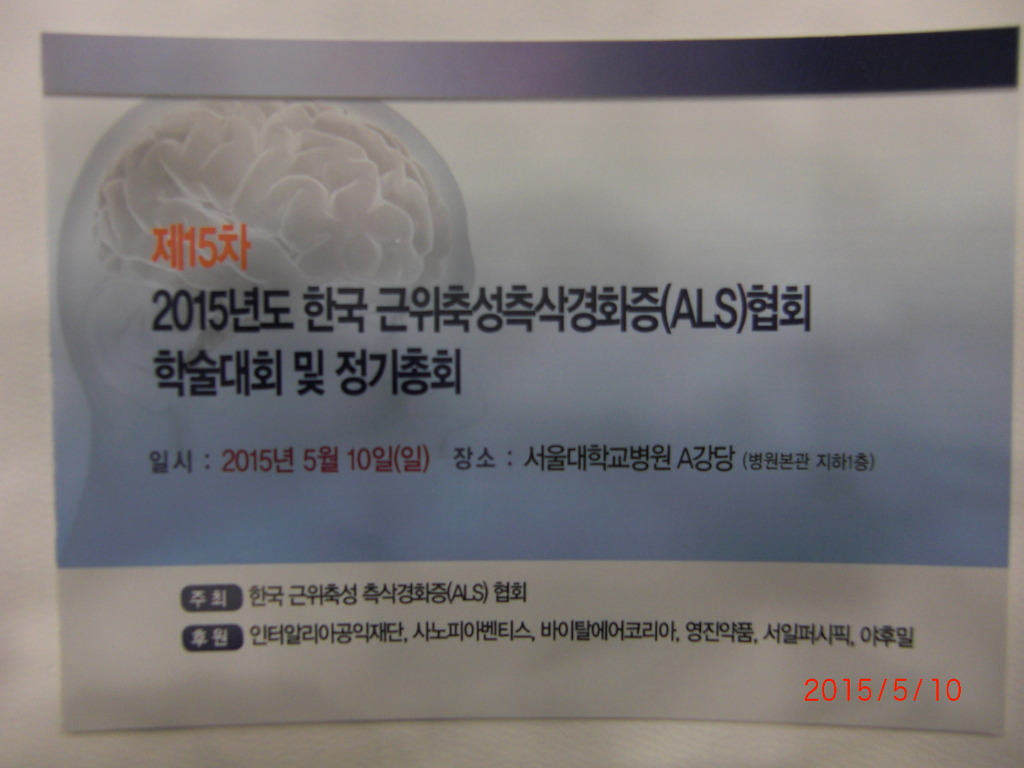 제15차
2015년도 한국 근위축성측삭경화증(ALS)협회
학술대회 및 정기총회
일시 : 2015년 5월 10일(일) 장소 : 서울대학교병원 A강당 (병원본관 지하1층)
주최 한국 근위축성 측삭경화증(ALS) 협회
후원 인터알리아공익재단, 사노피아벤티스, 바이탈에어코리아, 영진약품, 서일퍼시픽, 야후밀
2015/5/10